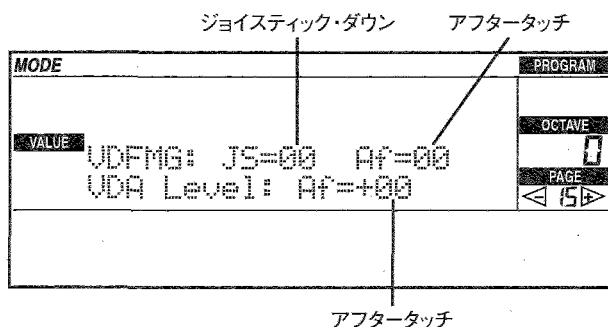 ジョイスティック・ダウン アフタータッチ
MODE PROGRAM
OCTAVE
VALUE VDFMG: JS=00 Af=00 0
VDA Level: Af=+00 PAGE
- 15 +
アフタータッチ